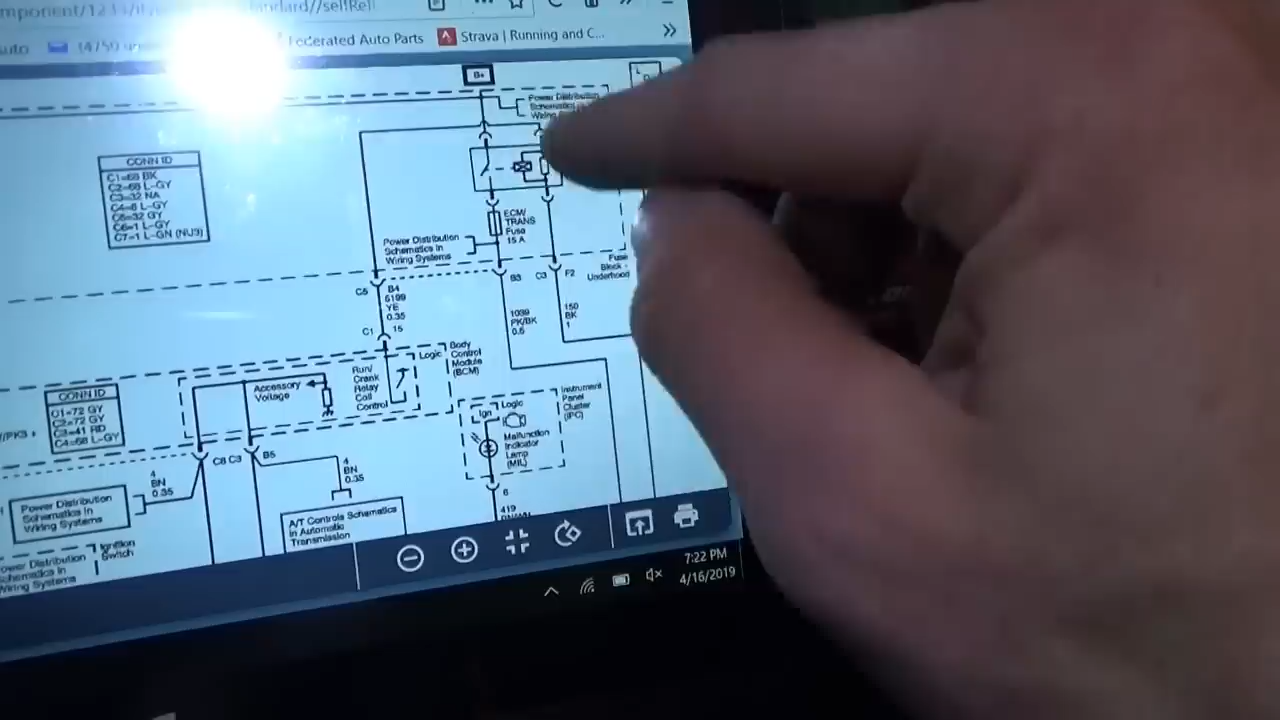 Federated Auto Parts
Strava | Running and C...
B+
Power Distribution
Schematics in
CONN ID
C1=68 BK
C2=68 L-GY
C3=32 NA
C4=8 L-GY
C5=32 GY
C6=1 L-GY
C7=1 L-GN (NU3)
ECM/
TRANS
Fuse
15 A
Power Distribution
Schematics in
Wiring Systems
Fuse
Block -
Underhood
B3
C3
F2
C5
B4
5199
YE
0.35
C1
15
1039
PK/BK
0.5
150
BK
1
Body
Control
Module
(BCM)
Logic
Run/
Crank
Relay
Coil
Control
Accessory
Voltage
CONN ID
C1=72 GY
C2=72 GY
C3=41 RD
C4=68 L-GY
Instrument
Panel
Cluster
(IPC)
Logic
Ign
Malfunction
Indicator
Lamp
(MIL)
C8
C3
B5
4
BN
0.35
4
BN
0.35
6
419
Power Distribution
Schematics in
Wiring Systems
A/T Controls Schematics
in Automatic
Transmission
Ignition
Switch
7:22 PM
4/16/2019